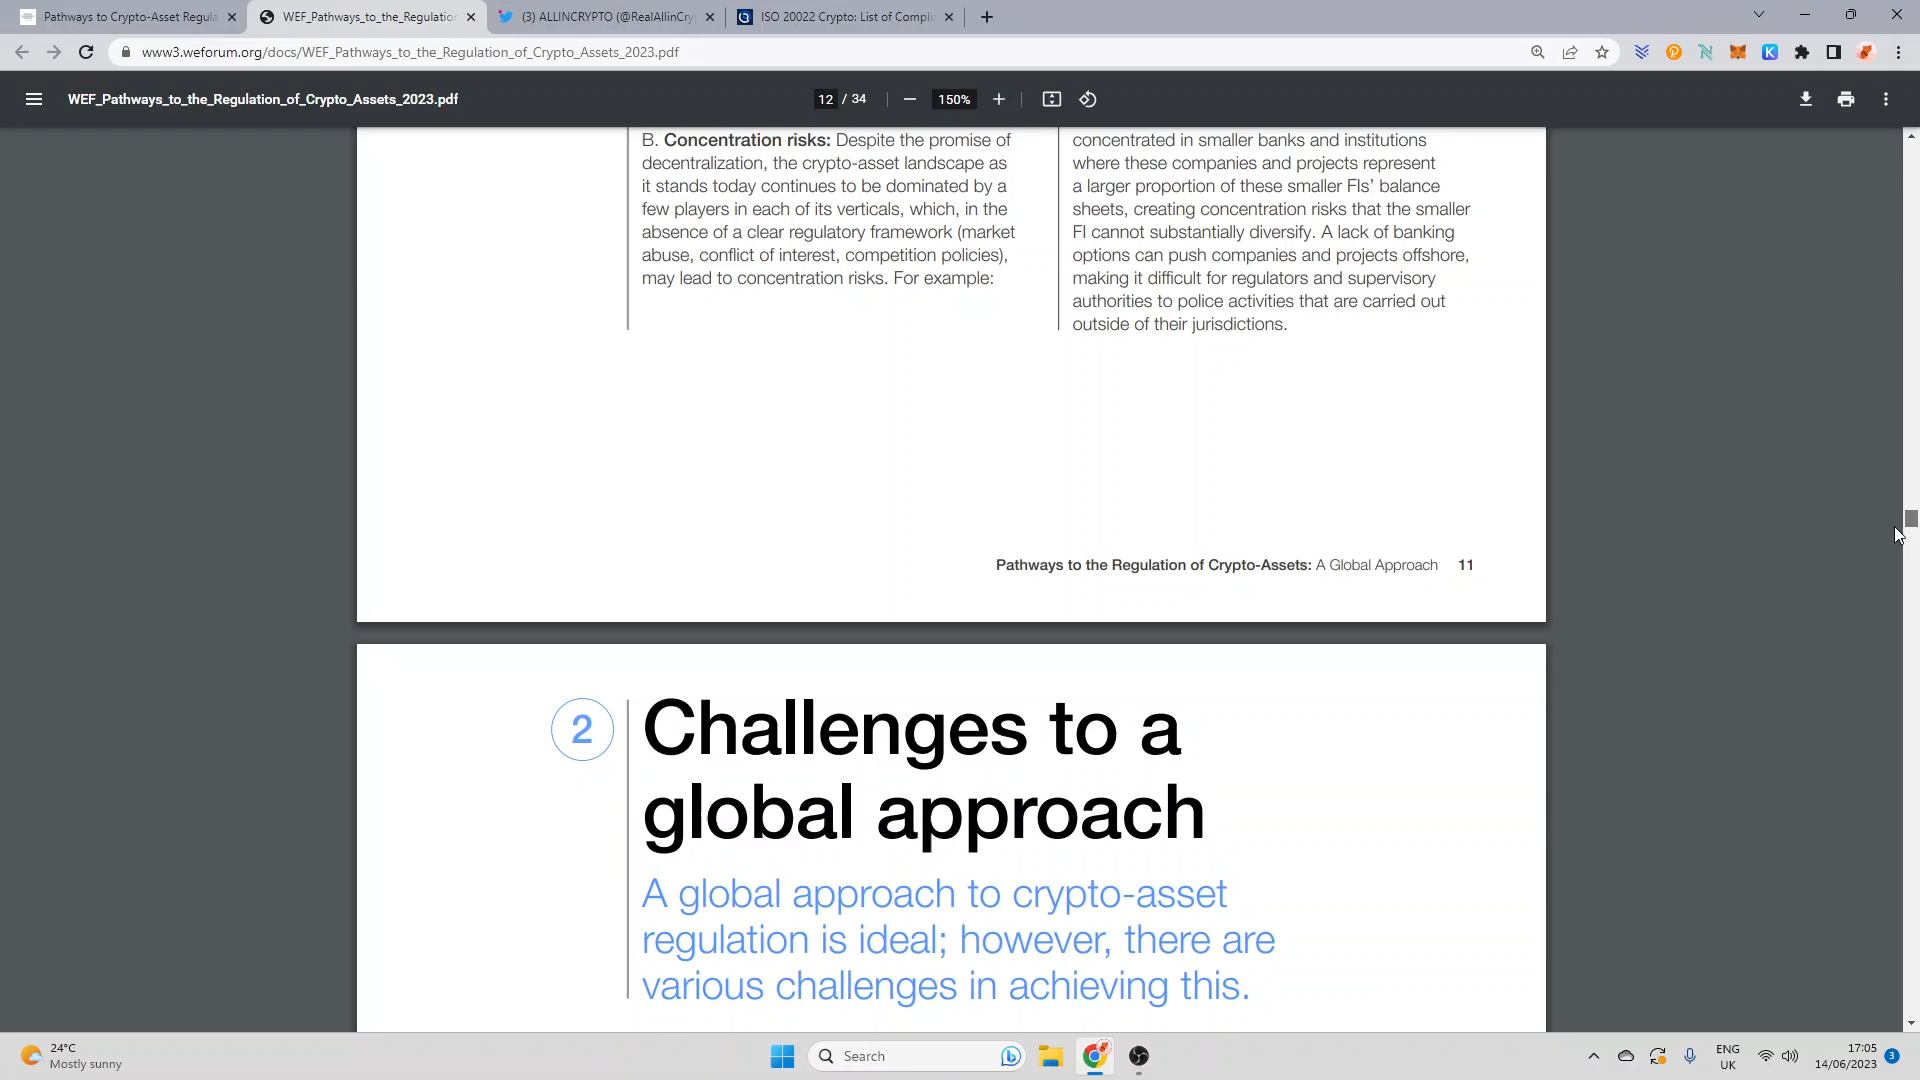 Pathways to Crypto-Asset Regula
WEF_Pathways_to_the_Regulation
(3) ALLINCRYPTO (@RealAllinCry
ISO 20022 Crypto: List of Compli
www3.weforum.org/docs/WEF_Pathways_to_the_Regulation_of_Crypto_Assets_2023.pdf
WEF_Pathways_to_the_Regulation_of_Crypto_Assets_2023.pdf
12 / 34
150%
B. Concentration risks: Despite the promise of
decentralization, the crypto-asset landscape as
it stands today continues to be dominated by a
few players in each of its verticals, which, in the
absence of a clear regulatory framework (market
abuse, conflict of interest, competition policies),
may lead to concentration risks. For example:
concentrated in smaller banks and institutions
where these companies and projects represent
a larger proportion of these smaller FIs' balance
sheets, creating concentration risks that the smaller
FI cannot substantially diversify. A lack of banking
options can push companies and projects offshore,
making it difficult for regulators and supervisory
authorities to police activities that are carried out
outside of their jurisdictions.
Pathways to the Regulation of Crypto-Assets: A Global Approach 11
2
Challenges to a
global approach
A global approach to crypto-asset
regulation is ideal; however, there are
various challenges in achieving this.
24°C
Mostly sunny
Search
ENG
UK
17:05
14/06/2023
3